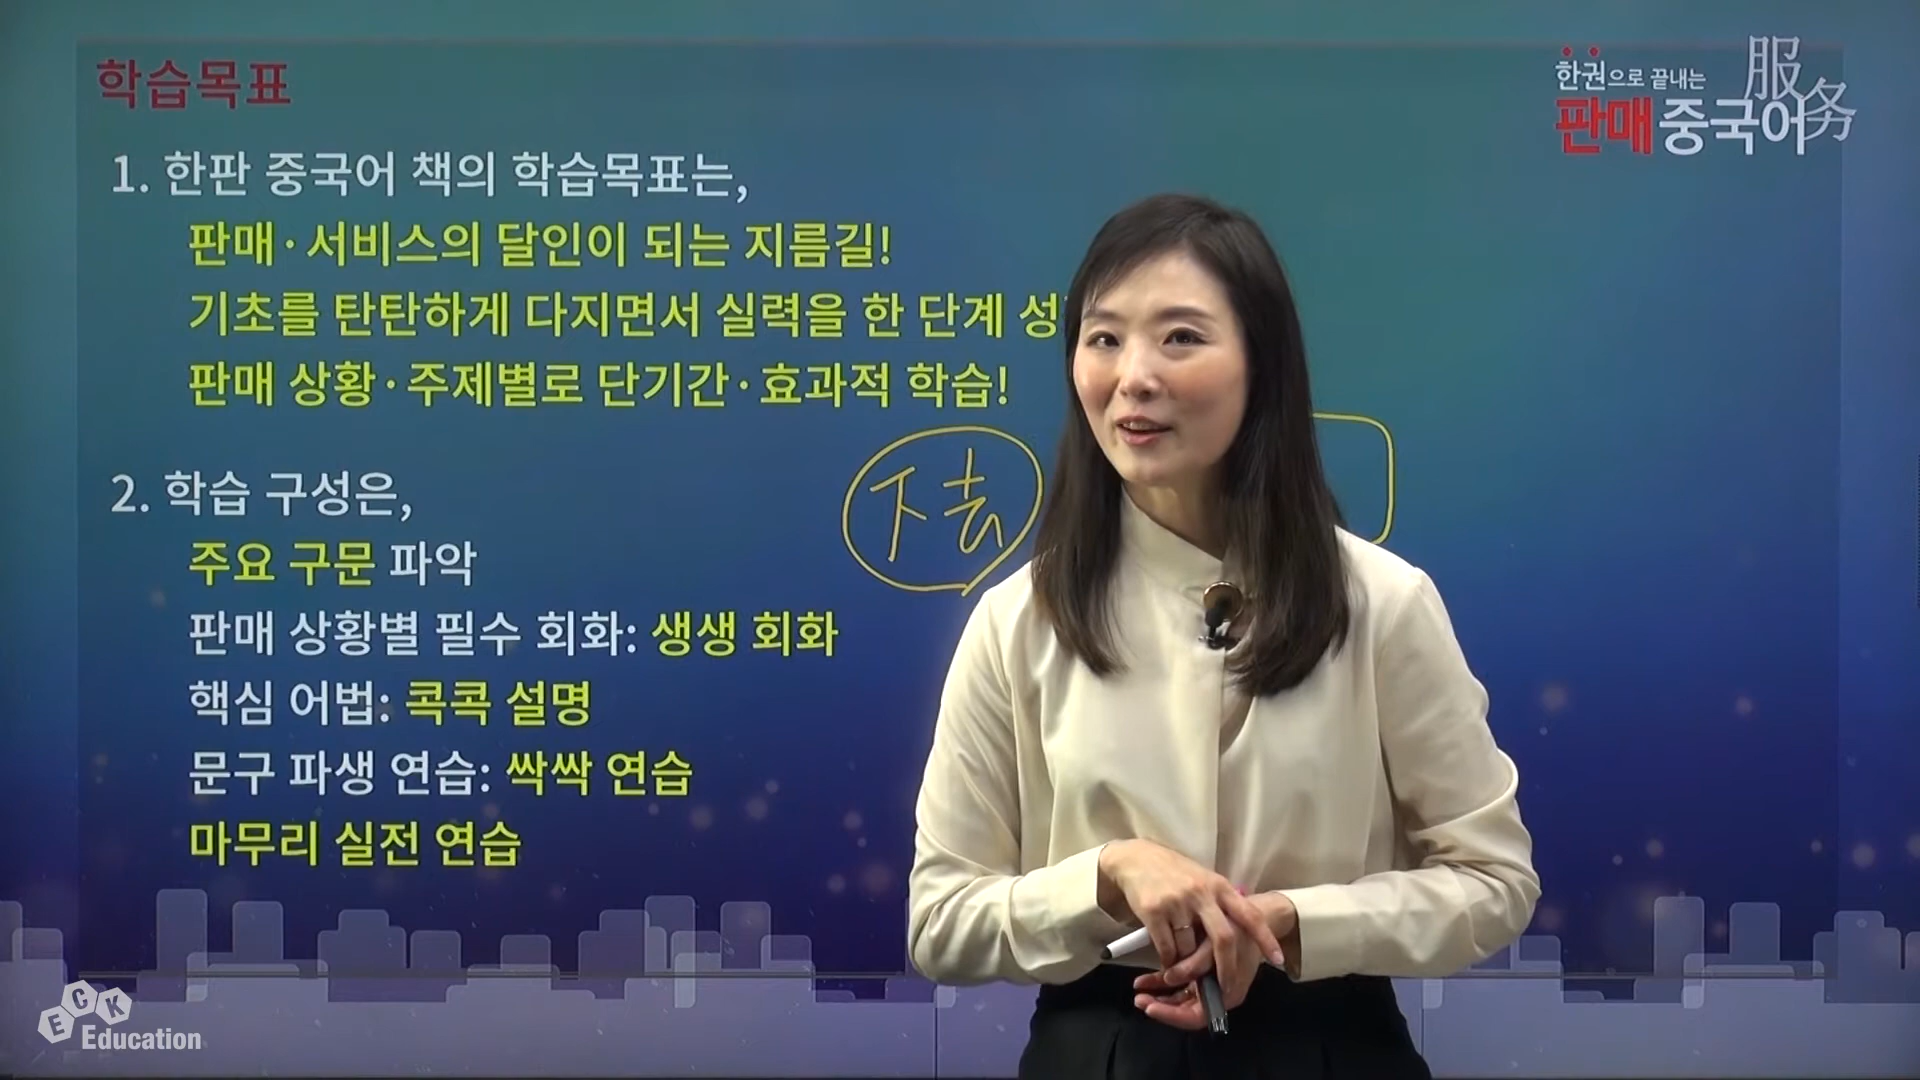 학습목표
한권으로 끝내는
판매 중국어
服务
1. 한판 중국어 책의 학습목표는,
판매·서비스의 달인이 되는 지름길!
기초를 탄탄하게 다지면서 실력을 한 단계
판매 상황·주제별로 단기간·효과적 학습!
下去
2. 학습 구성은,
주요 구문 파악
판매 상황별 필수 회화: 생생 회화
핵심 어법: 콕콕 설명
문구 파생 연습: 싹싹 연습
마무리 실전 연습
ECK
Education